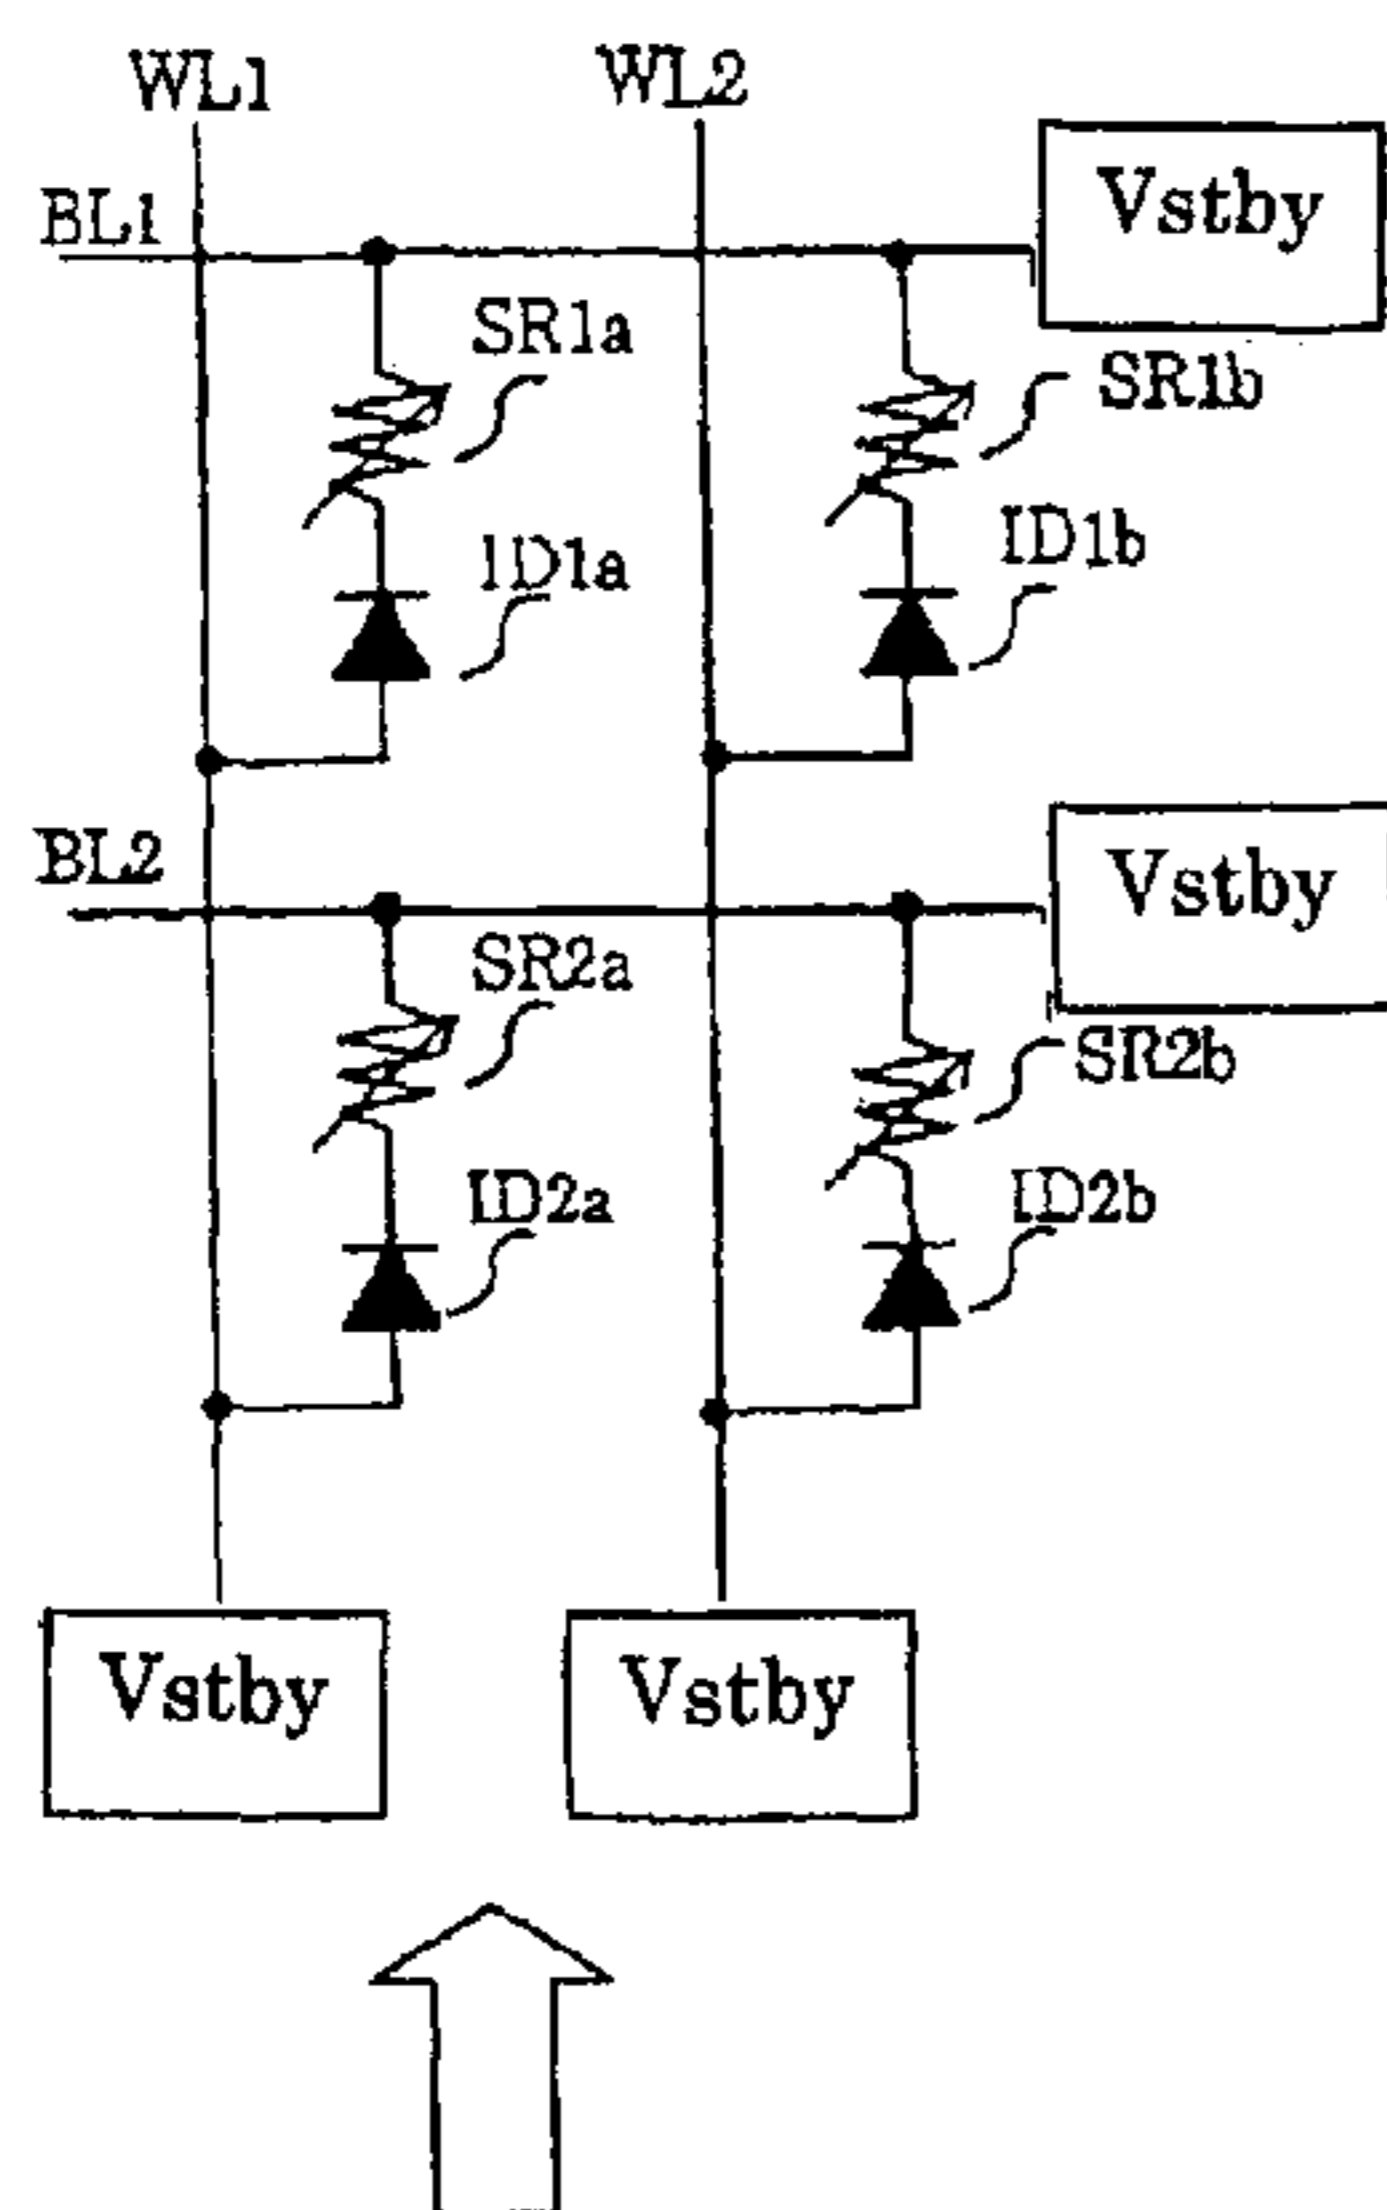 WL1
WL2
Vstby
BL1
SR1a
SR1b
ID1a
ID1b
BL2
Vstby
SR2a
SR2b
ID2a
ID2b
Vstby
Vstby